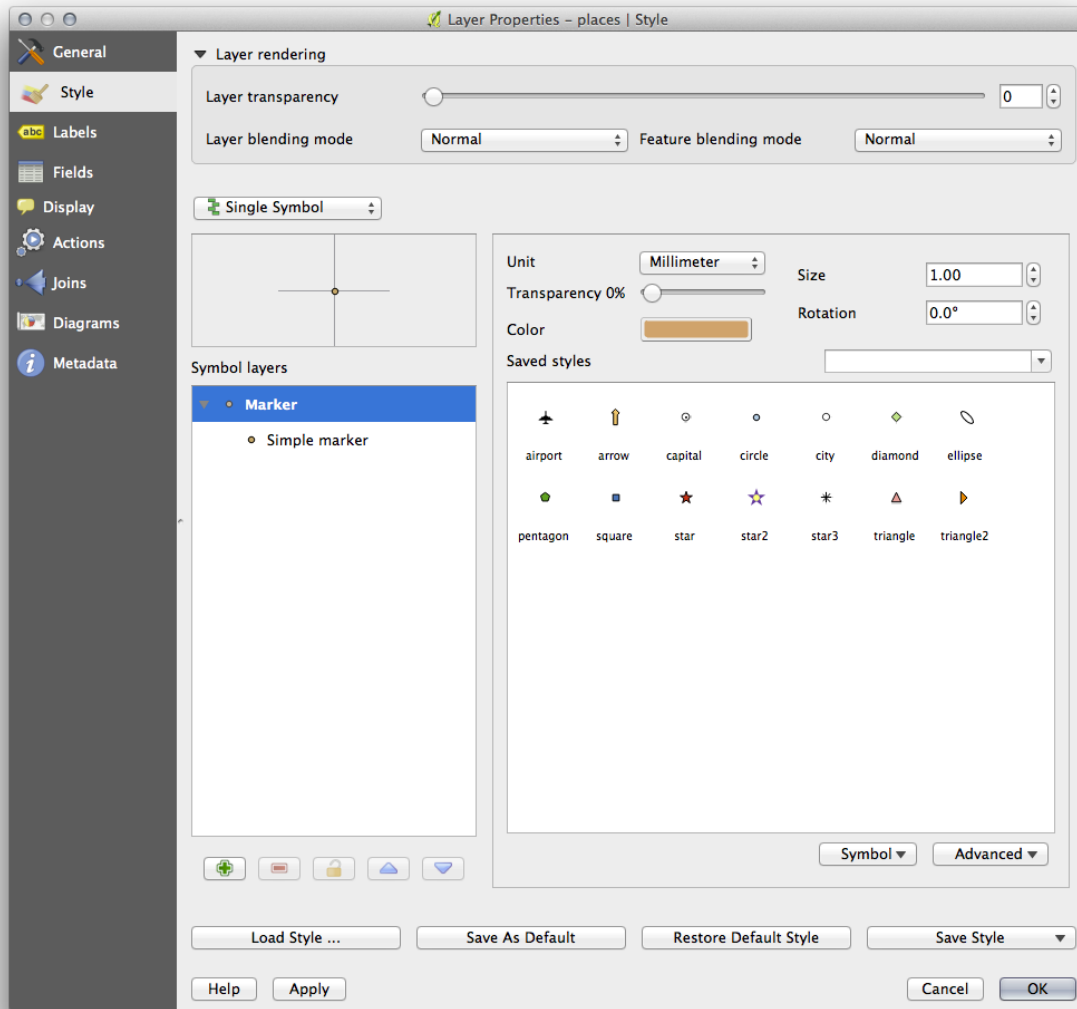 Layer Properties – places | Style
General
Style
abc Labels
Fields
Display
Actions
Joins
Diagrams
Metadata
Layer rendering
Layer transparency 0
Layer blending mode Normal Feature blending mode Normal
Single Symbol
Unit Millimeter Size 1.00
Transparency 0%
Rotation 0.0°
Color
Symbol layers
Saved styles
Marker
Simple marker
airport arrow capital circle city diamond ellipse
pentagon square star star2 star3 triangle triangle2
Symbol Advanced
Load Style ... Save As Default Restore Default Style Save Style
Help Apply Cancel OK